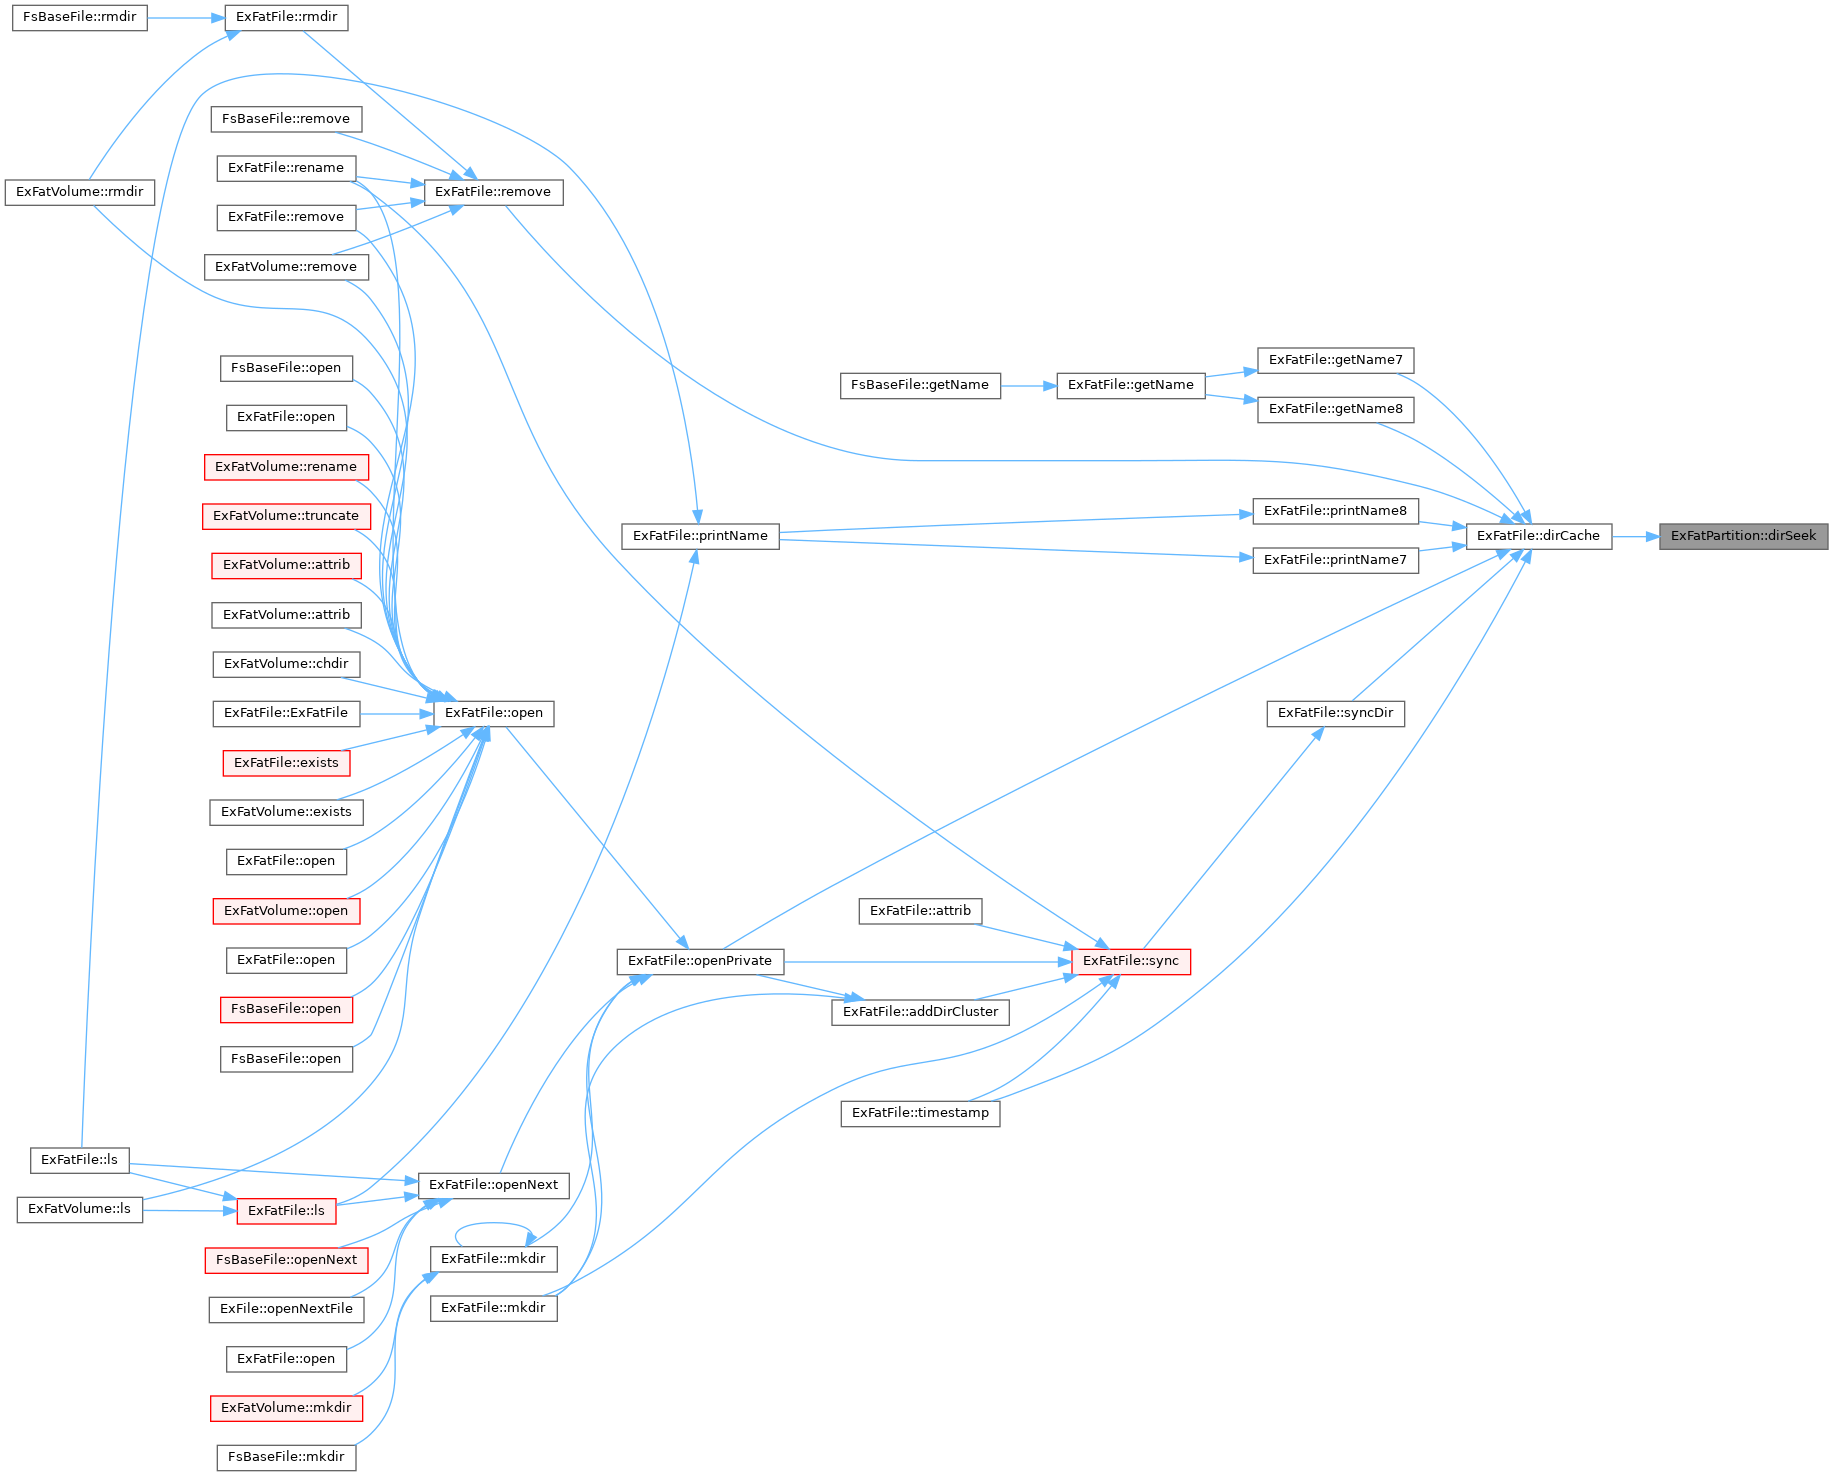 FsBaseFile::rmdir
ExFatFile::rmdir
FsBaseFile::remove
ExFatFile::rename
ExFatVolume::rmdir
ExFatFile::remove
ExFatFile::remove
ExFatVolume::remove
FsBaseFile::open
ExFatFile::open
ExFatVolume::rename
ExFatVolume::truncate
ExFatVolume::attrib
ExFatVolume::attrib
ExFatVolume::chdir
ExFatFile::ExFatFile
ExFatFile::open
ExFatFile::exists
ExFatVolume::exists
ExFatFile::open
ExFatVolume::open
ExFatFile::open
FsBaseFile::open
FsBaseFile::open
ExFatFile::ls
ExFatVolume::ls
ExFatFile::ls
ExFatFile::openNext
FsBaseFile::openNext
ExFile::openNextFile
ExFatFile::open
ExFatVolume::mkdir
FsBaseFile::mkdir
ExFatFile::mkdir
ExFatFile::mkdir
ExFatFile::printName
ExFatFile::openPrivate
FsBaseFile::getName
ExFatFile::getName
ExFatFile::getName7
ExFatFile::getName8
ExFatFile::printName8
ExFatFile::printName7
ExFatFile::dirCache
ExFatPartition::dirSeek
ExFatFile::syncDir
ExFatFile::attrib
ExFatFile::sync
ExFatFile::addDirCluster
ExFatFile::timestamp